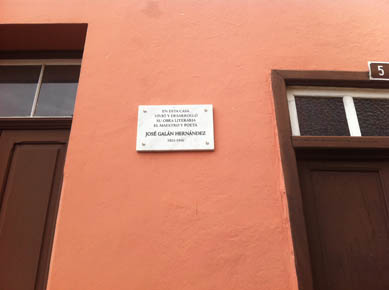 EN ESTA CASA
VIVIÓ Y DESARROLLÓ
SU OBRA LITERARIA
EL MAESTRO Y POETA
JOSÉ GALÁN HERNÁNDEZ
5